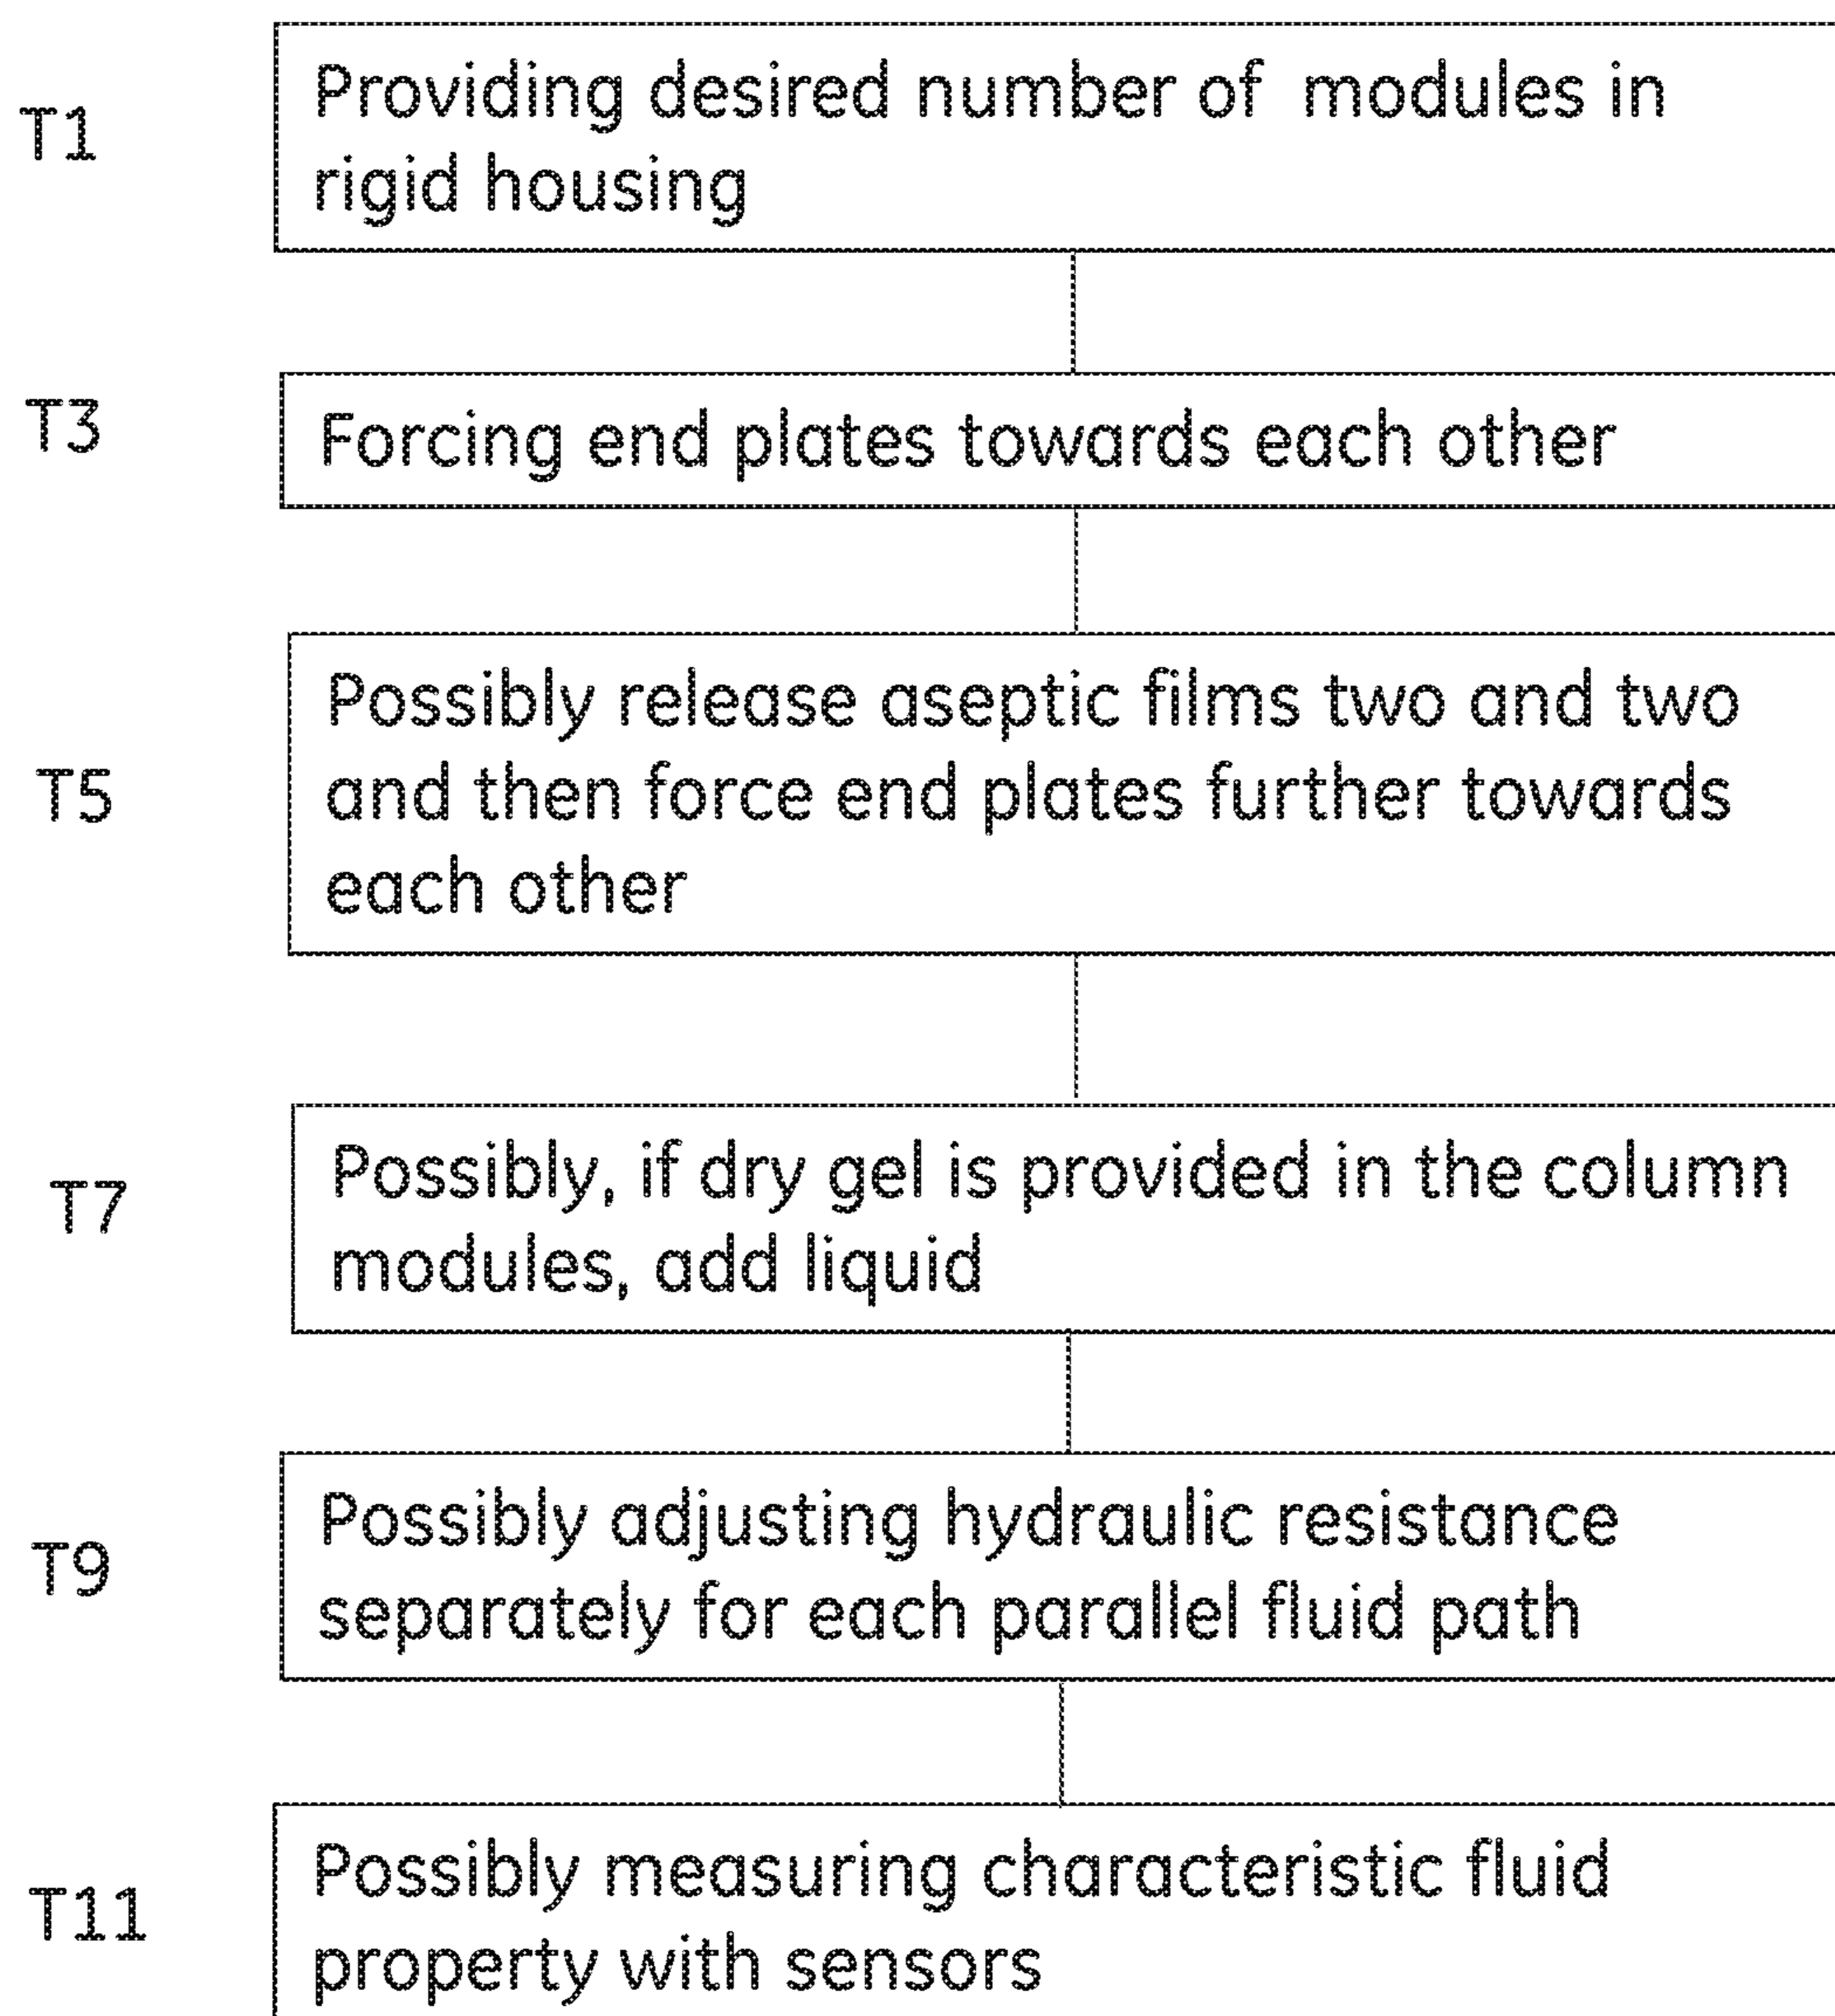 T1
Providing desired number of modules in
rigid housing
T3
Forcing end plates towards each other
T5
Possibly release aseptic films two and two
and then force end plates further towards
each other
T7
Possibly, if dry gel is provided in the column
modules, add liquid
T9
Possibly adjusting hydraulic resistance
separately for each parallel fluid path
T11
Possibly measuring characteristic fluid
property with sensors